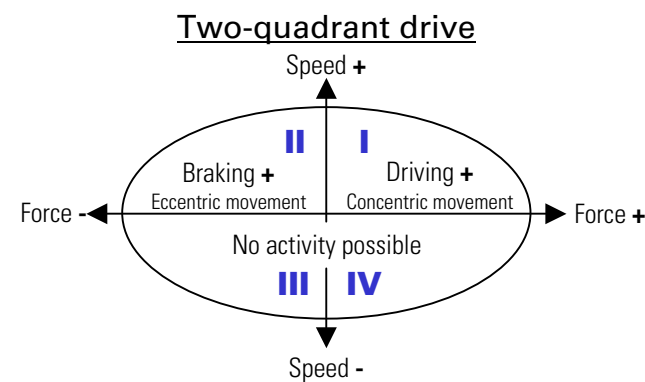 Two-quadrant drive
Speed +
II I
Braking + Driving +
Eccentric movement Concentric movement
Force - Force +
No activity possible
III IV
Speed -